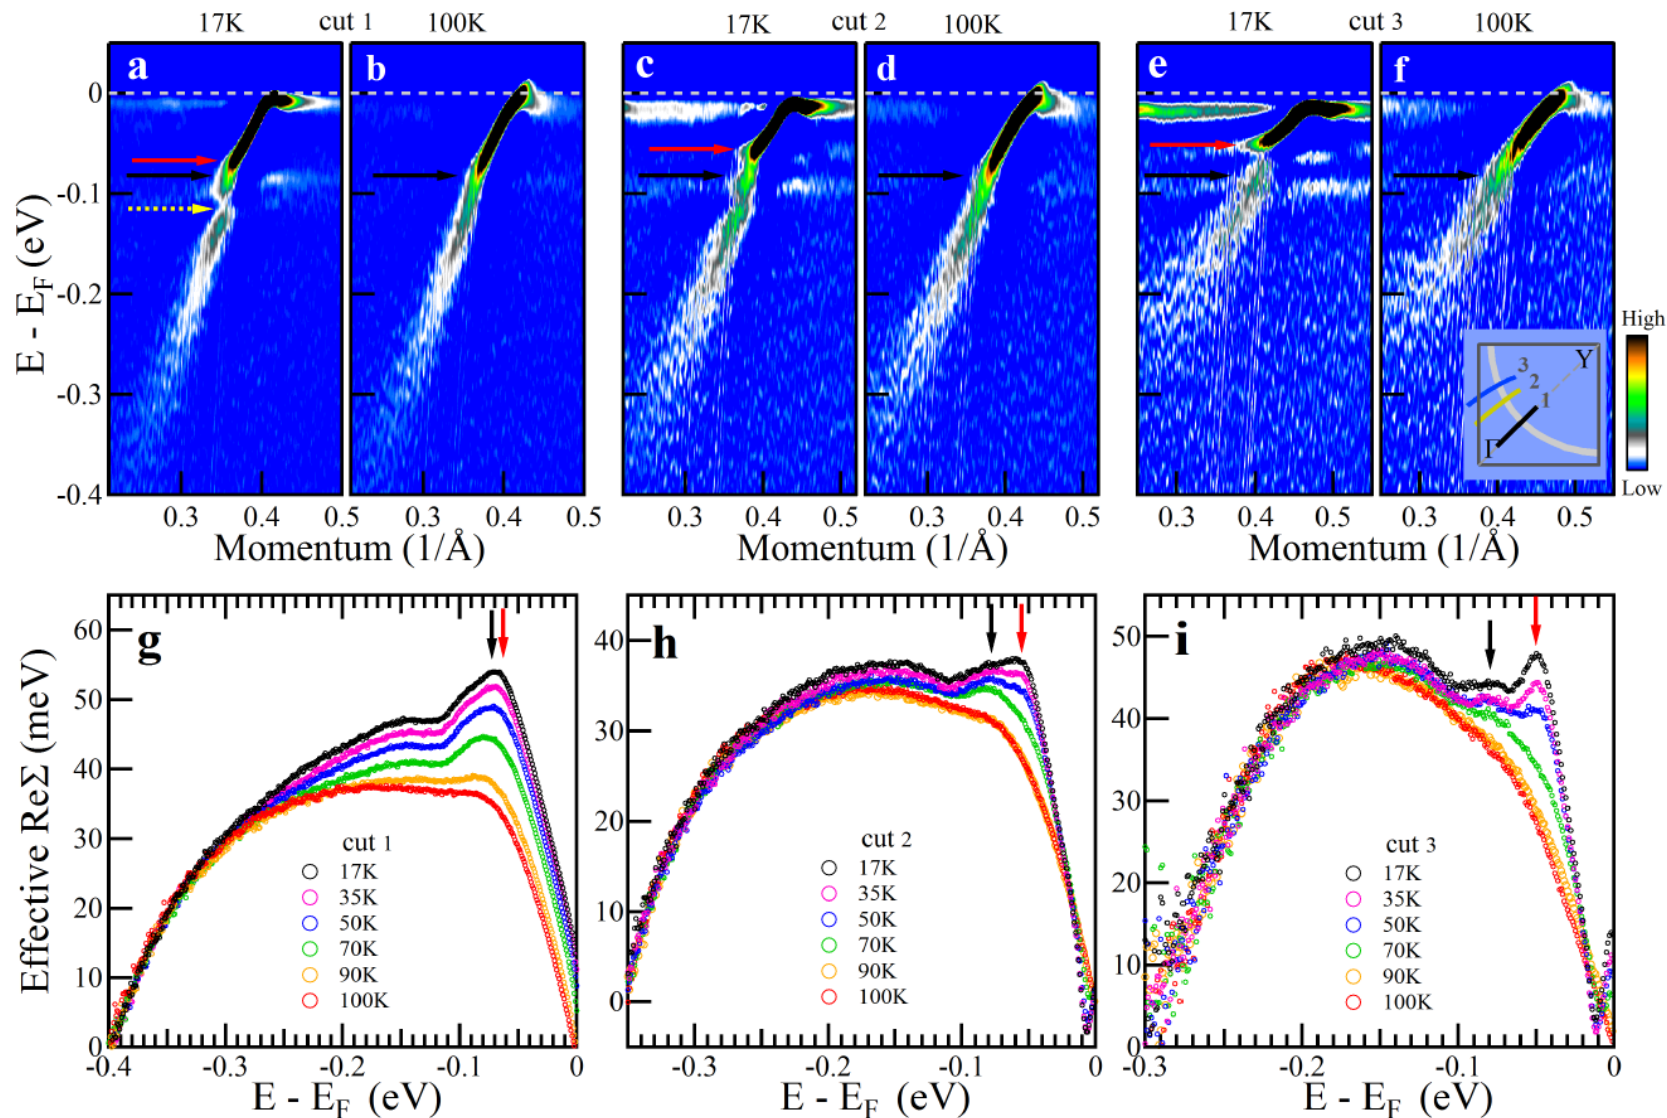 17K cut 1 100K
17K cut 2 100K
17K cut 3 100K
a b c d e f
E - E_F (eV)
0
-0.1
-0.2
-0.3
-0.4
0.3 0.4 0.5 0.3 0.4 0.5
0.3 0.4 0.5 0.3 0.4 0.5
0.3 0.4 0.5 0.3 0.4 0.5
Momentum (1/Å)
Momentum (1/Å)
Momentum (1/Å)
3
2
1
Y
Γ
High
Low
Effective ReΣ (meV)
g
60
50
40
30
20
10
0
cut 1
17K
35K
50K
70K
90K
100K
-0.4 -0.3 -0.2 -0.1 0
E - E_F (eV)
h
40
30
20
10
0
cut 2
17K
35K
50K
70K
90K
100K
-0.3 -0.2 -0.1 0
E - E_F (eV)
i
50
40
30
20
10
0
cut 3
17K
35K
50K
70K
90K
100K
-0.3 -0.2 -0.1 0
E - E_F (eV)